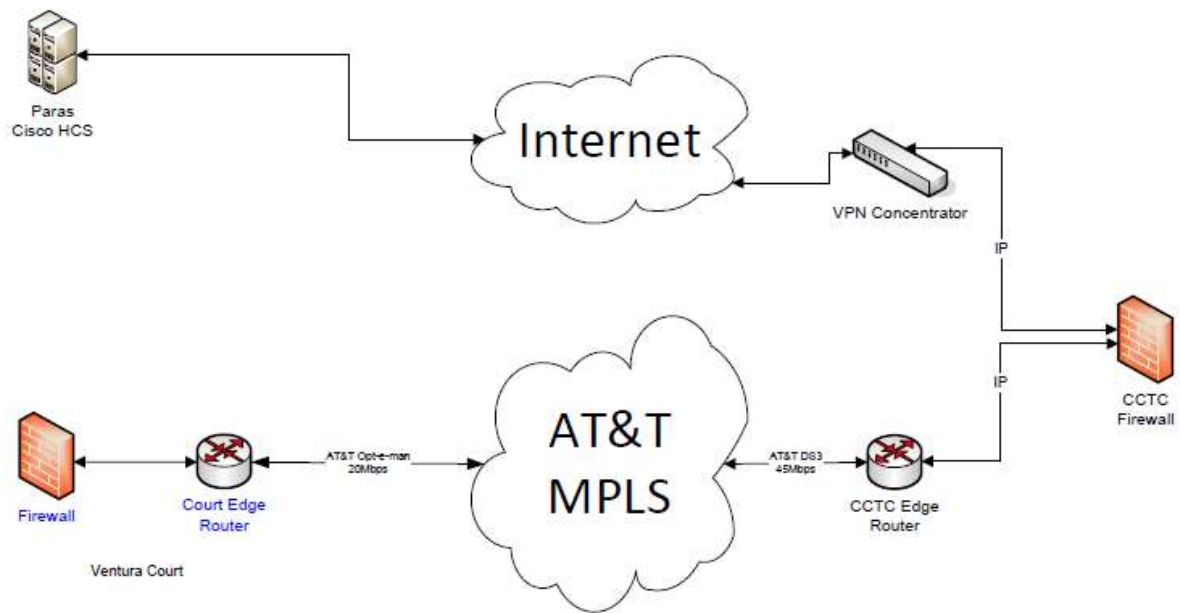 Paras
Cisco HCS
Internet
VPN Concentrator
IP
IP
CCTC
Firewall
AT&T
MPLS
AT&T Opt-e-man
20Mbps
AT&T DS3
45Mbps
Firewall
Court Edge
Router
CCTC Edge
Router
Ventura Court